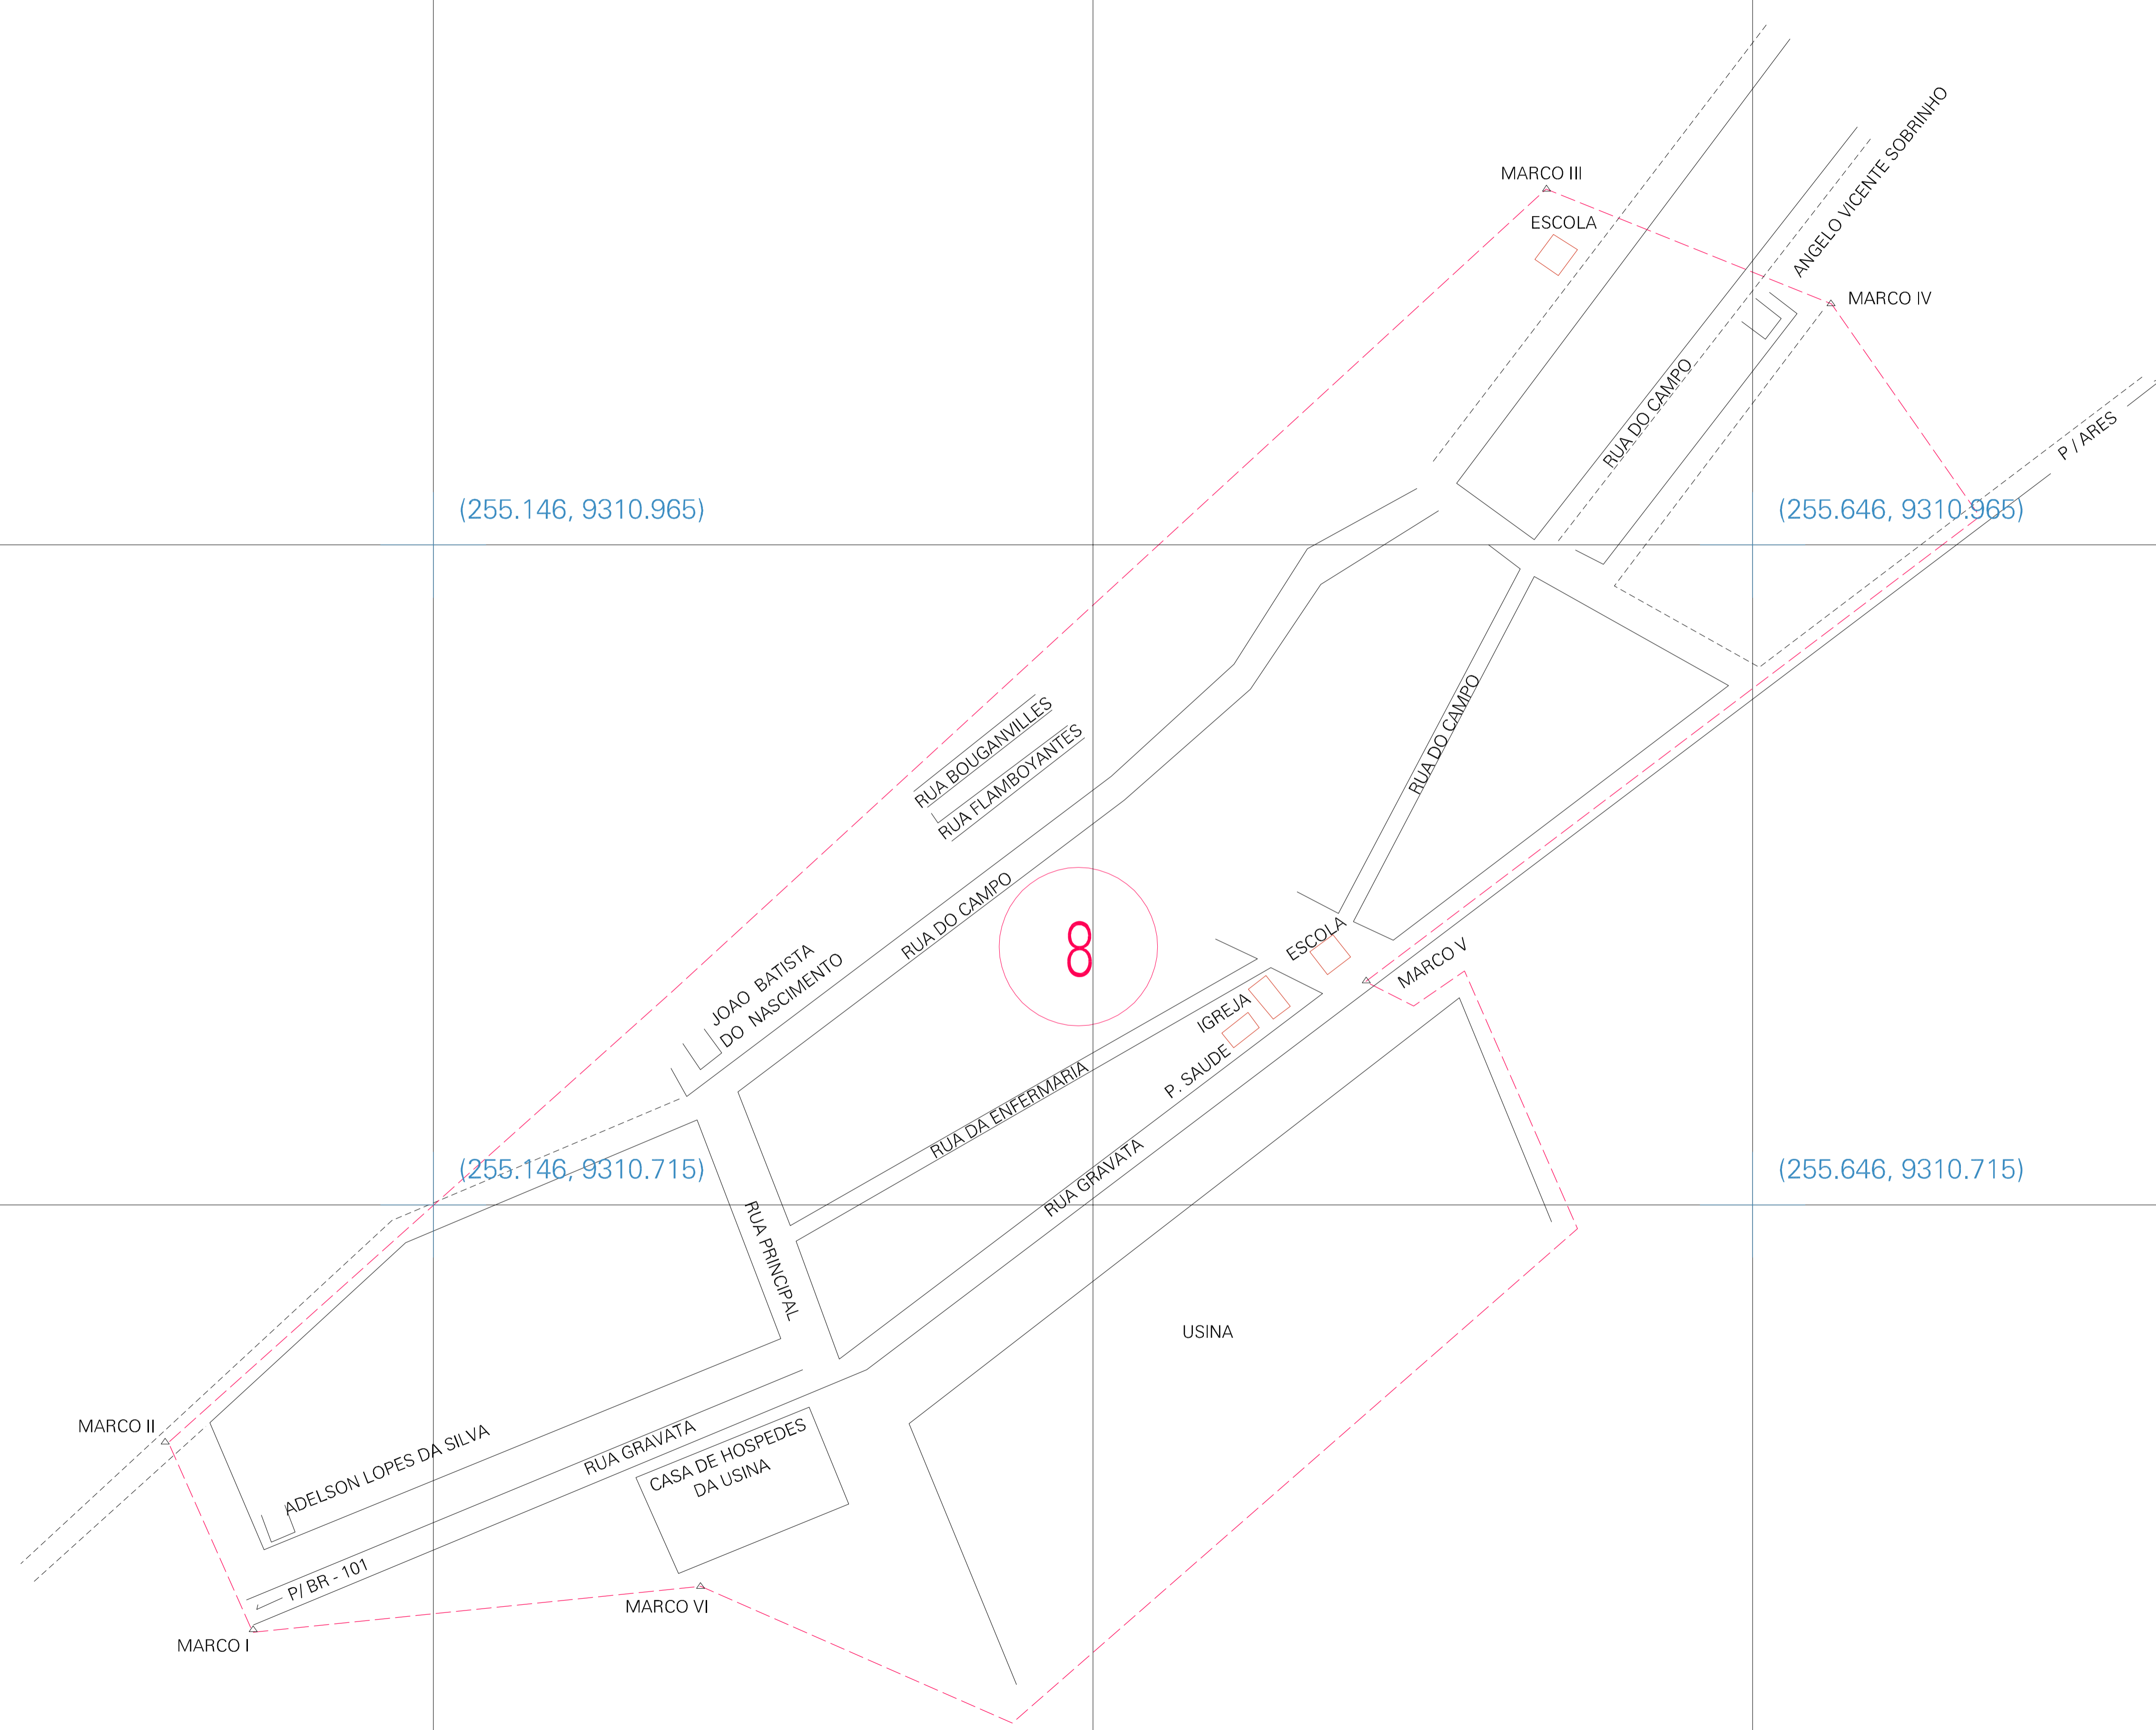 ANGELO VICENTE SOBRINHO
MARCO III
ESCOLA
MARCO IV
RUA DO CAMPO
P / ARES
(255.146, 9310.965)
(255.646, 9310.965)
RUA BOUGANVILLES
RUA FLAMBOYANTES
RUA DO CAMPO
RUA DO CAMPO
8
ESCOLA
MARCO V
JOAO BATISTA
DO NASCIMENTO
IGREJA
P. SAUDE
RUA DA ENFERMARIA
(255.146, 9310.715)
RUA GRAVATA
(255.646, 9310.715)
RUA PRINCIPAL
USINA
MARCO II
ADELSON LOPES DA SILVA
RUA GRAVATA
CASA DE HOSPEDES
DA USINA
P/ BR - 101
MARCO VI
MARCO I